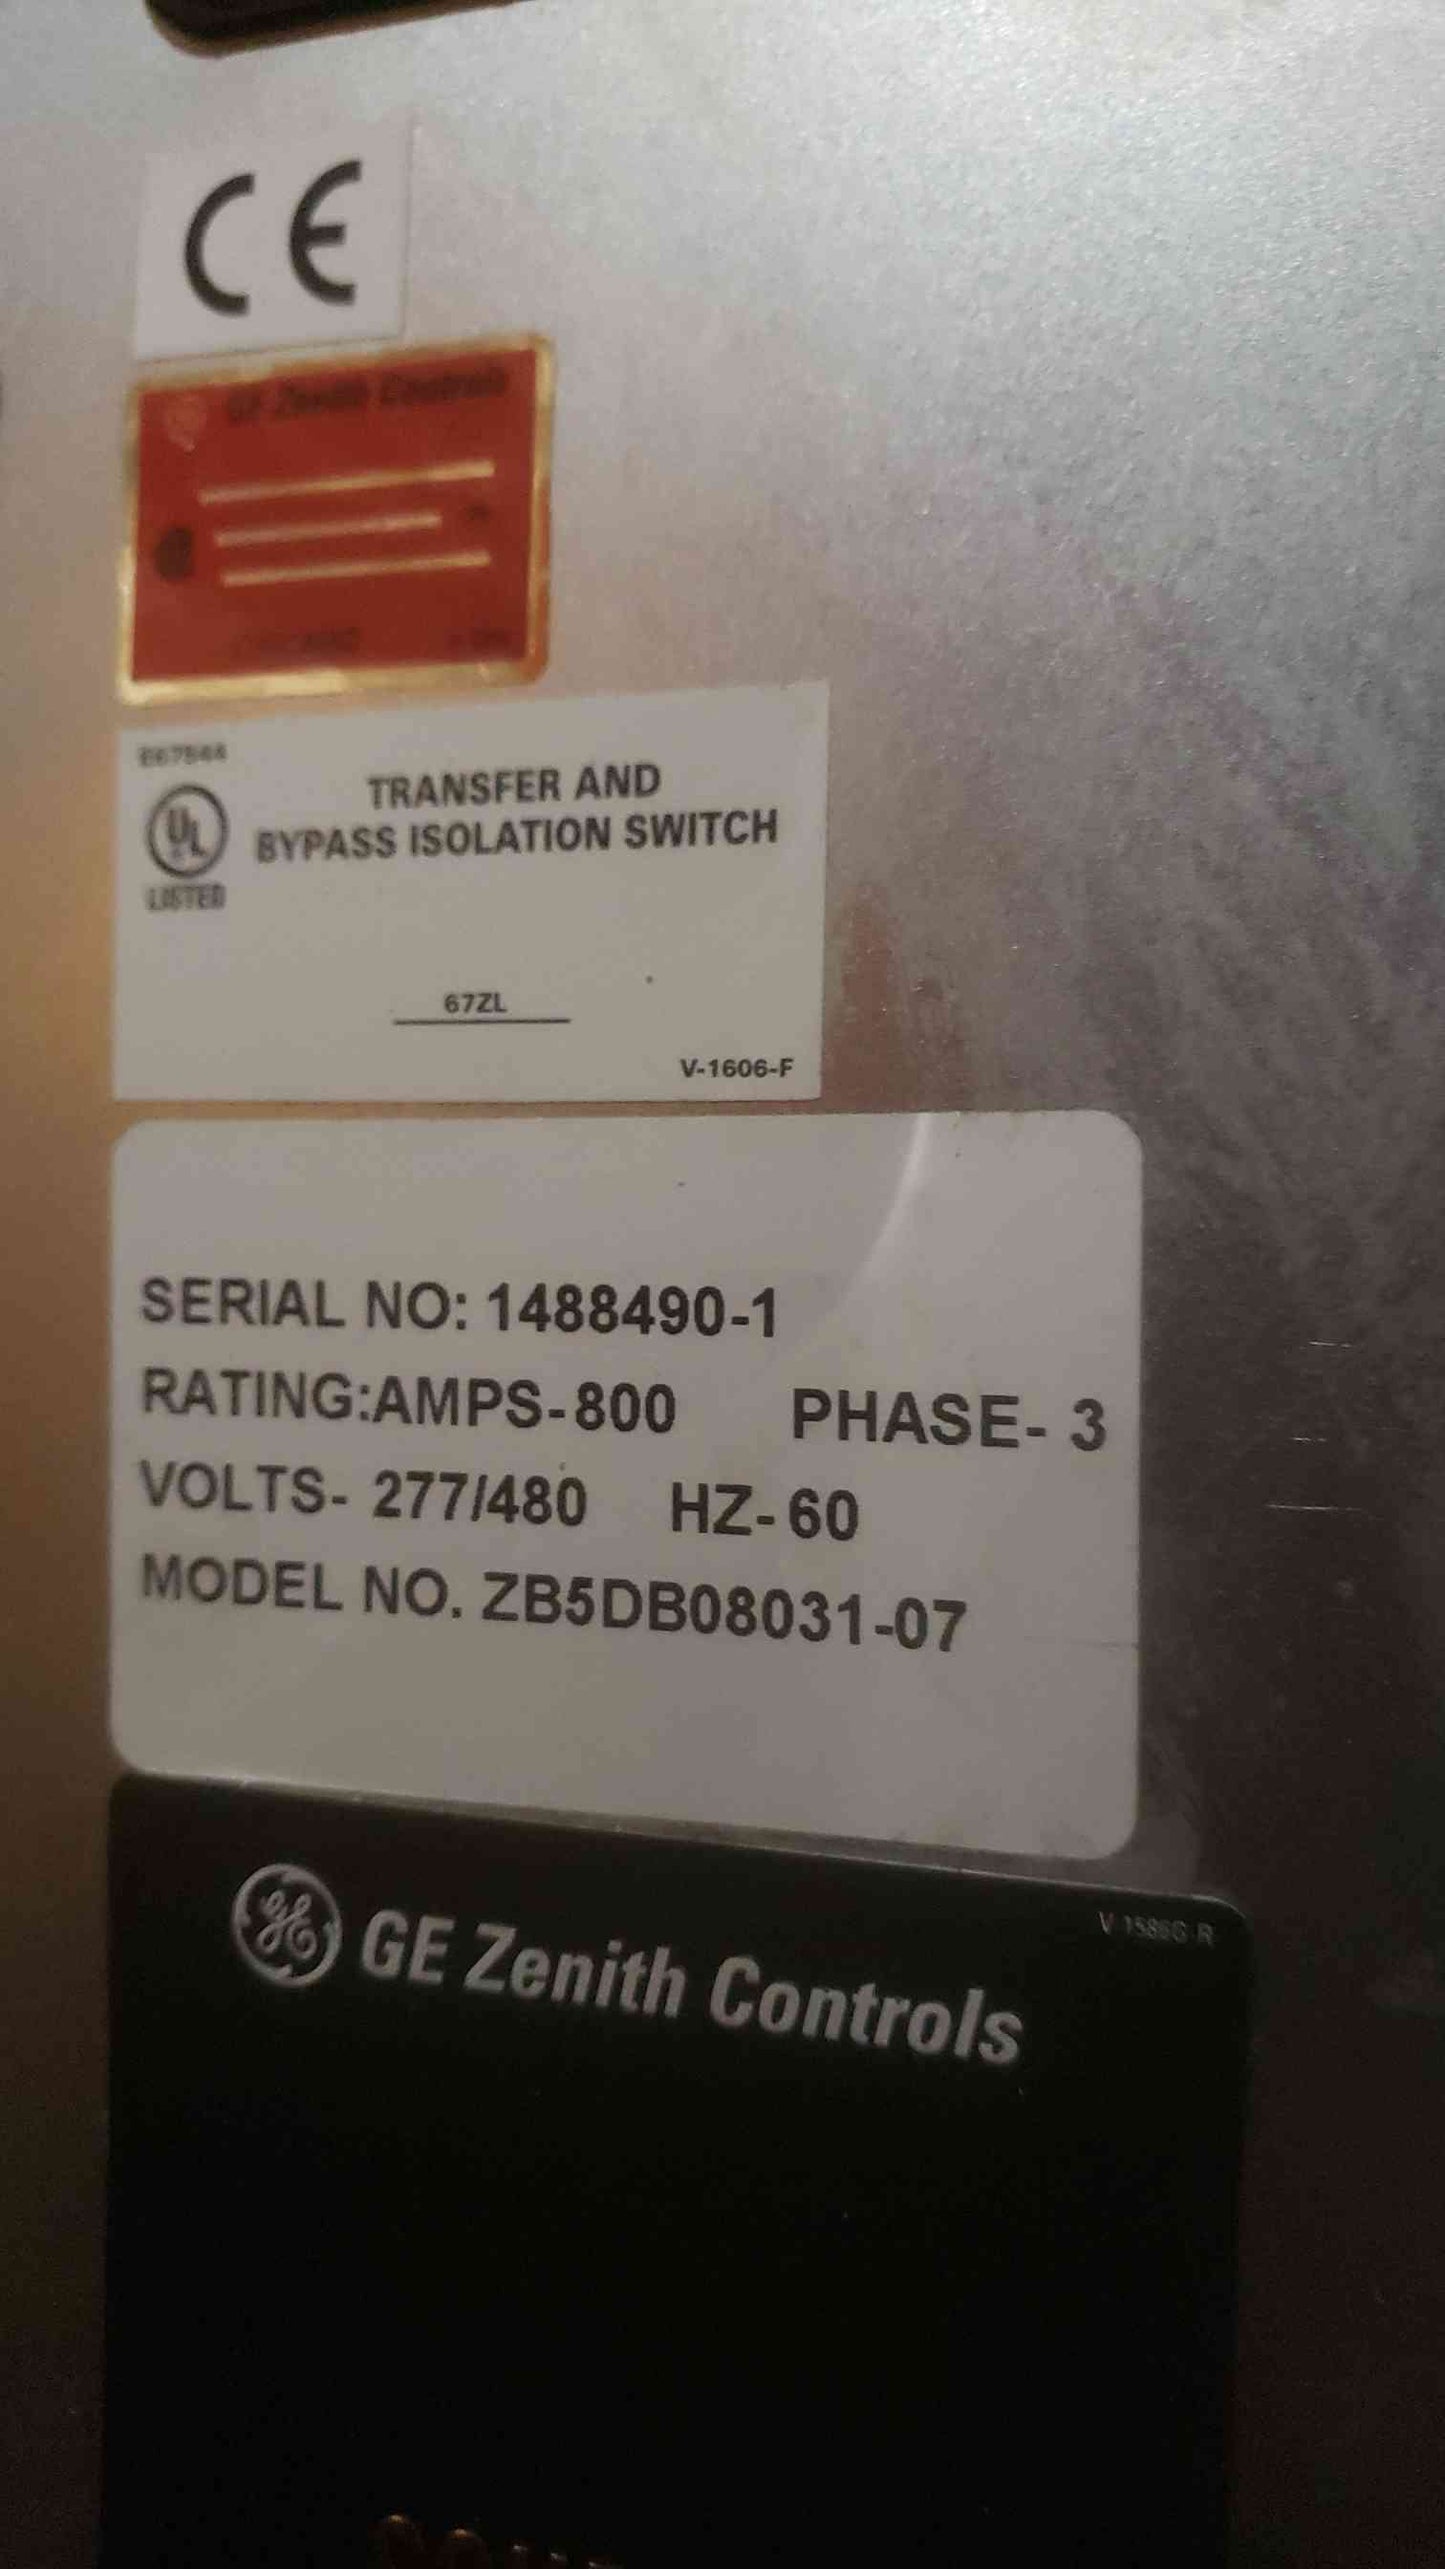 CE
GE Zenith Controls
E67544
UL
LISTED
TRANSFER AND
BYPASS ISOLATION SWITCH
67ZL
V-1606-F
SERIAL NO: 1488490-1
RATING:AMPS-800 PHASE- 3
VOLTS- 277/480 HZ-60
MODEL NO. ZB5DB08031-07
GE Zenith Controls